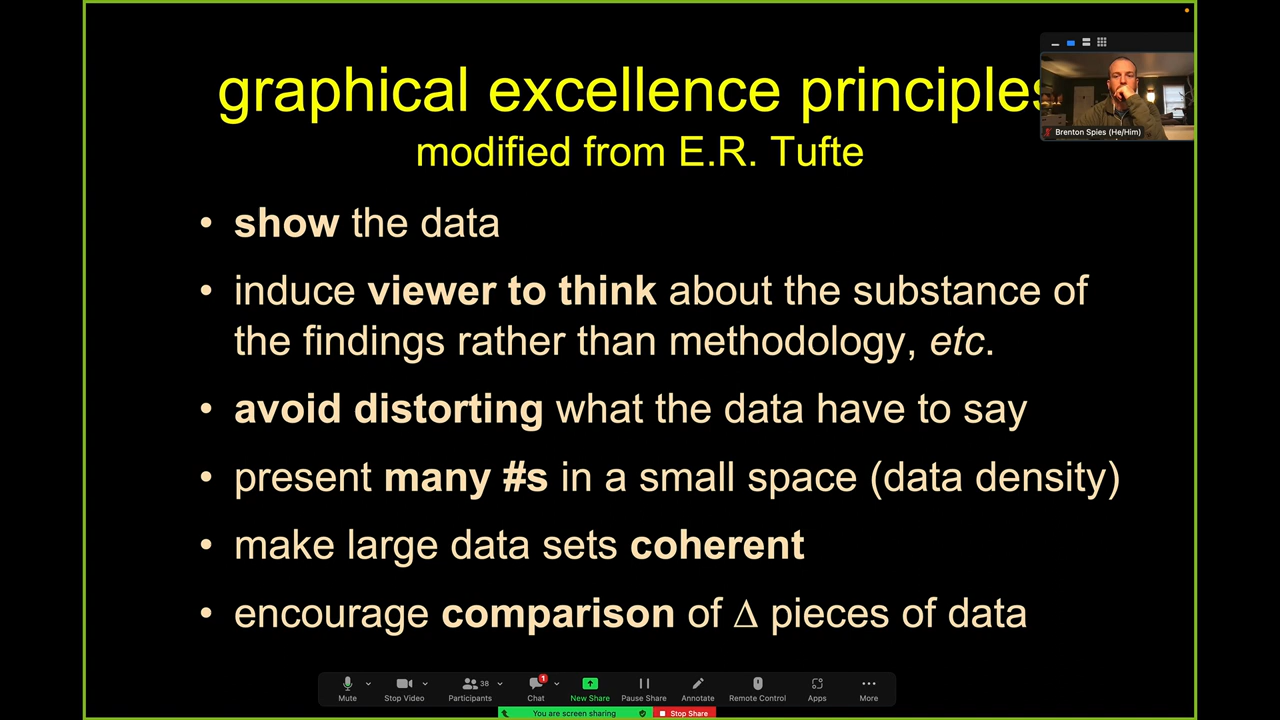 graphical excellence principles
modified from E.R. Tufte
Brenton Spies (He/Him)
• show the data
• induce viewer to think about the substance of
the findings rather than methodology, etc.
• avoid distorting what the data have to say
• present many #s in a small space (data density)
• make large data sets coherent
• encourage comparison of Δ pieces of data
Mute Stop Video Participants 38 Chat 1 New Share Pause Share Annotate Remote Control Apps More
You are screen sharing Stop Share